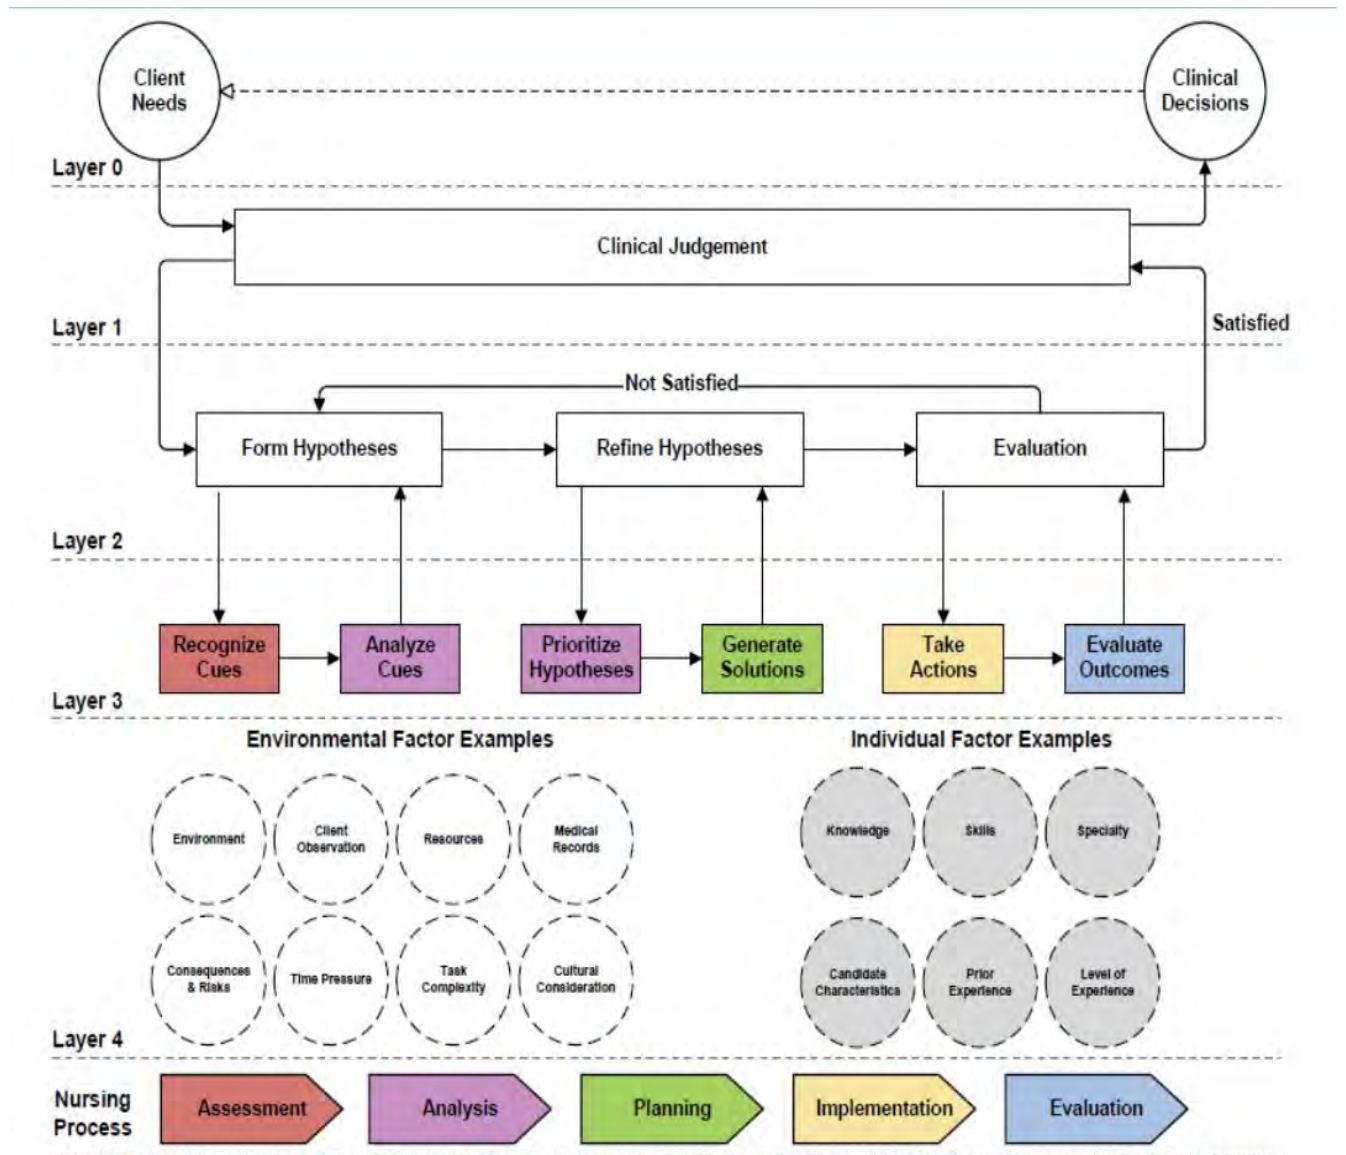 Client
Needs
Clinical
Decisions
Layer 0
Clinical Judgement
Layer 1
Satisfied
Not Satisfied
Form Hypotheses
Refine Hypotheses
Evaluation
Layer 2
Recognize
Cues
Analyze
Cues
Prioritize
Hypotheses
Generate
Solutions
Take
Actions
Evaluate
Outcomes
Layer 3
Environmental Factor Examples
Individual Factor Examples
Environment
Client
Observation
Resources
Medical
Records
Knowledge
Skills
Specialty
Consequences
& Risks
Time Pressure
Task
Complexity
Cultural
Consideration
Candidate
Characteristics
Prior
Experience
Level of
Experience
Layer 4
Nursing
Process
Assessment
Analysis
Planning
Implementation
Evaluation